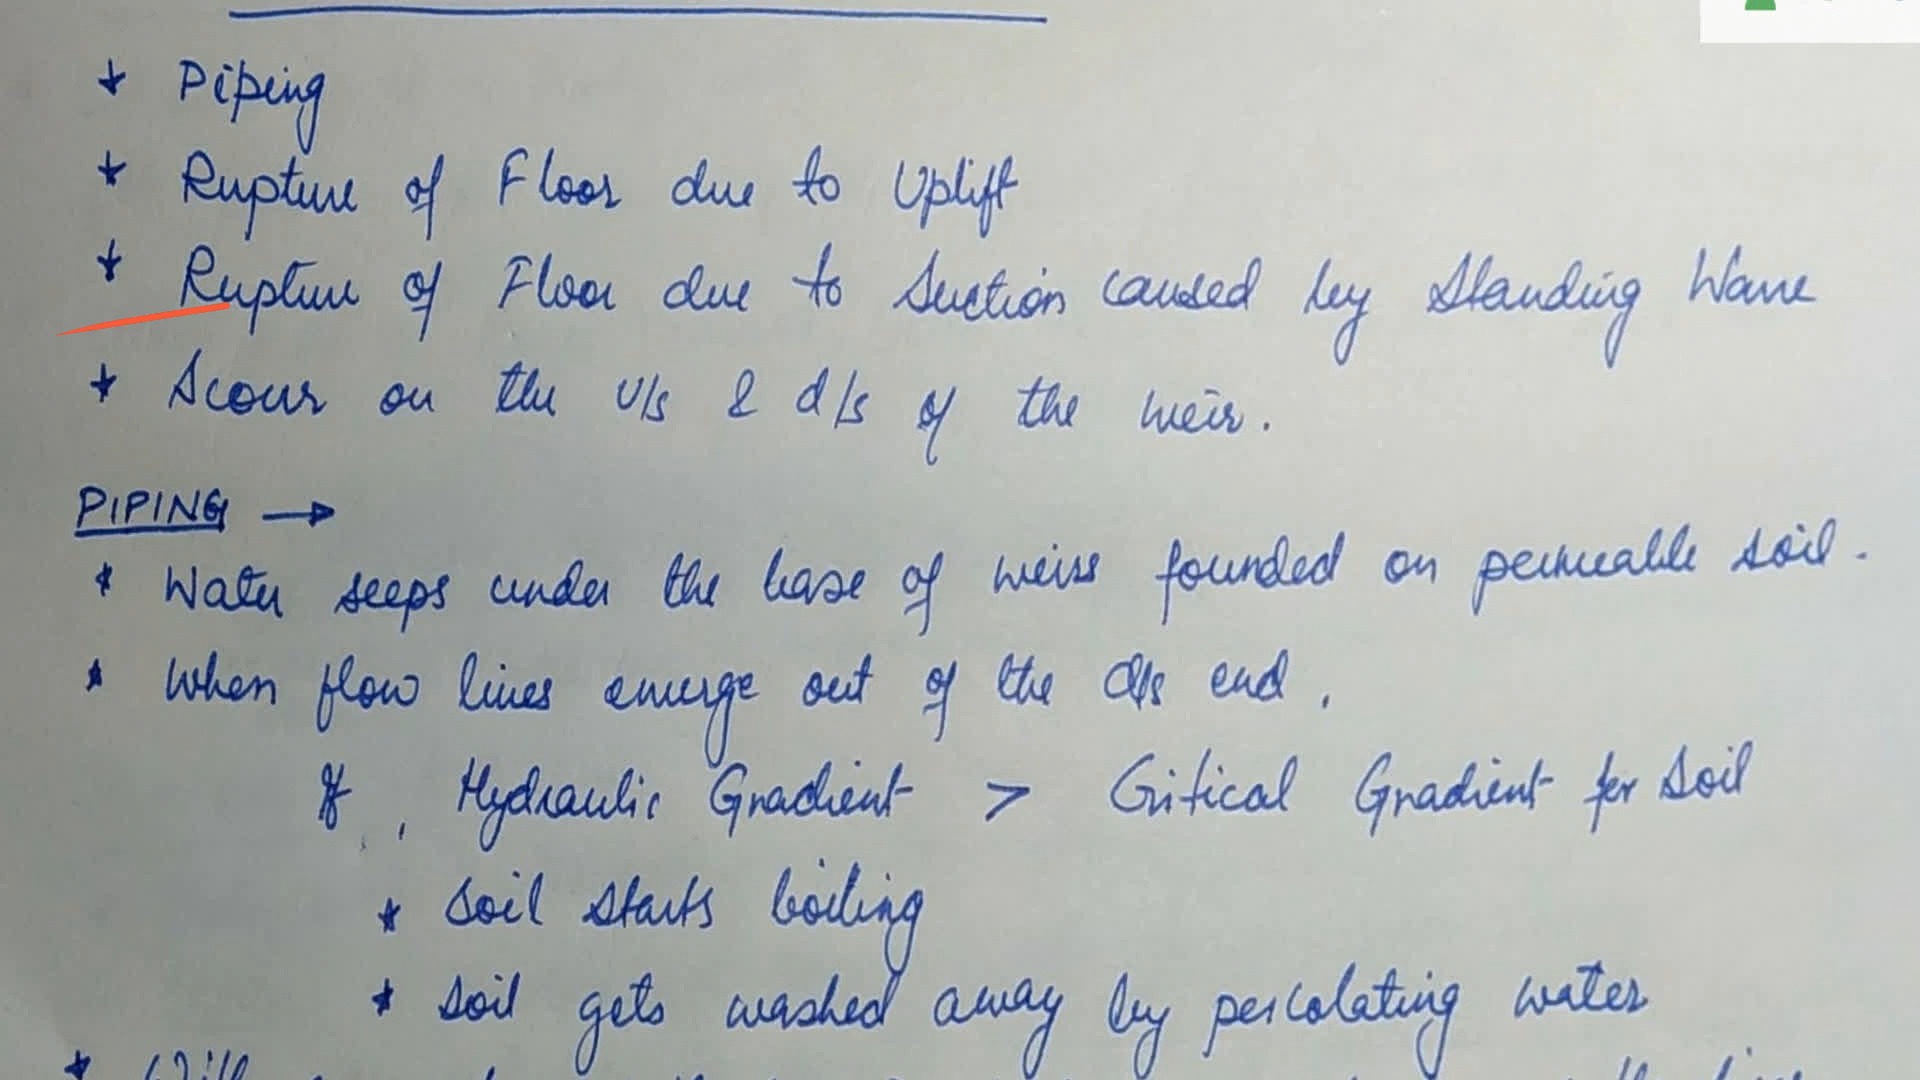 * Piping
* Rupture of Floor due to Uplift
* Rupture of Floor due to Suction caused by Standing Wave
* Scour on the u/s & d/s of the weir.
PIPING →
* Water seeps under the base of weirs founded on permeable soil.
* When flow lines emerge out of the d/s end,
If, Hydraulic Gradient > Critical Gradient for soil
* Soil starts boiling
* Soil gets washed away by percolating water
*